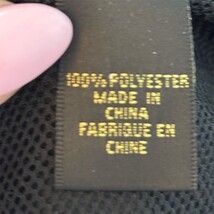 100% POLYESTER
MADE IN
CHINA
FABRIQUE EN
CHINE